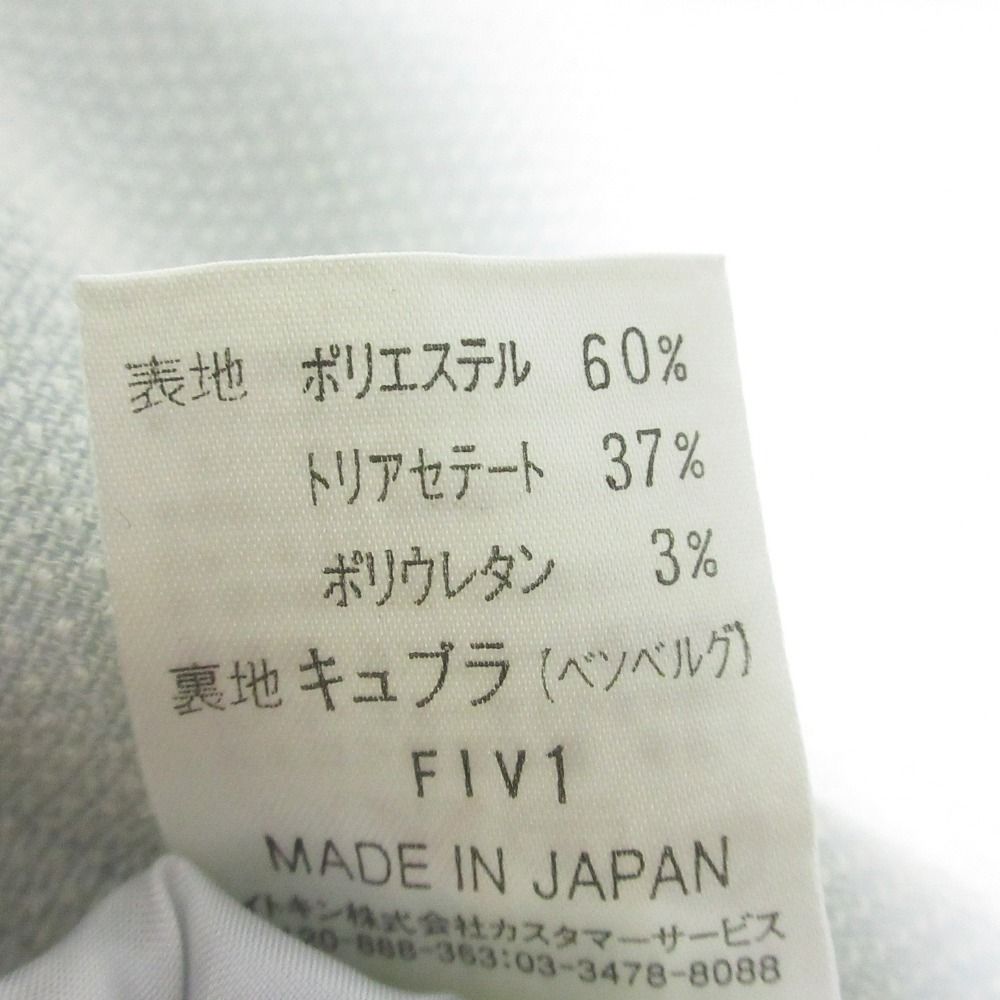 表地 ポリエステル 60%
トリアセテート 37%
ポリウレタン 3%
裏地 キュプラ (ベンベルグ)
FIV1
MADE IN JAPAN
イトキン株式会社カスタマーサービス
120-888-363:03-3478-8088